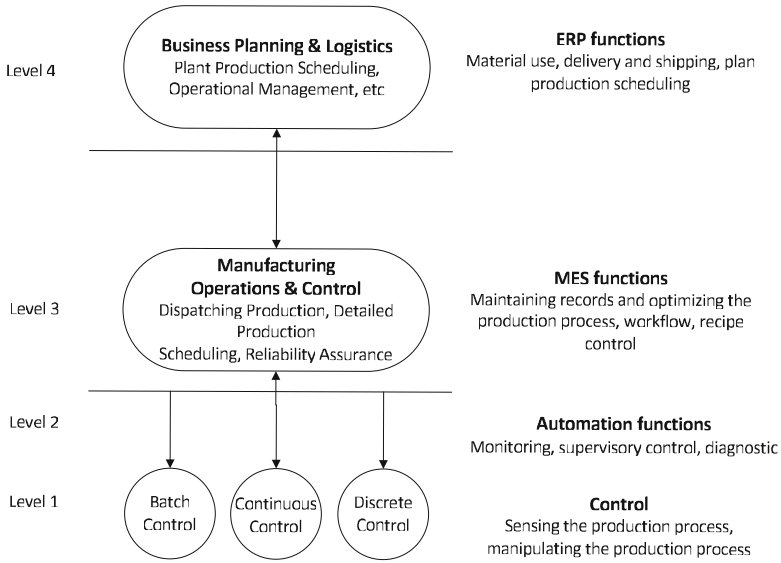 Level 4
Business Planning & Logistics
Plant Production Scheduling,
Operational Management, etc
ERP functions
Material use, delivery and shipping, plan
production scheduling
Level 3
Manufacturing
Operations & Control
Dispatching Production, Detailed
Production
Scheduling, Reliability Assurance
MES functions
Maintaining records and optimizing the
production process, workflow, recipe
control
Level 2
Automation functions
Monitoring, supervisory control, diagnostic
Level 1
Batch
Control
Continuous
Control
Discrete
Control
Control
Sensing the production process,
manipulating the production process